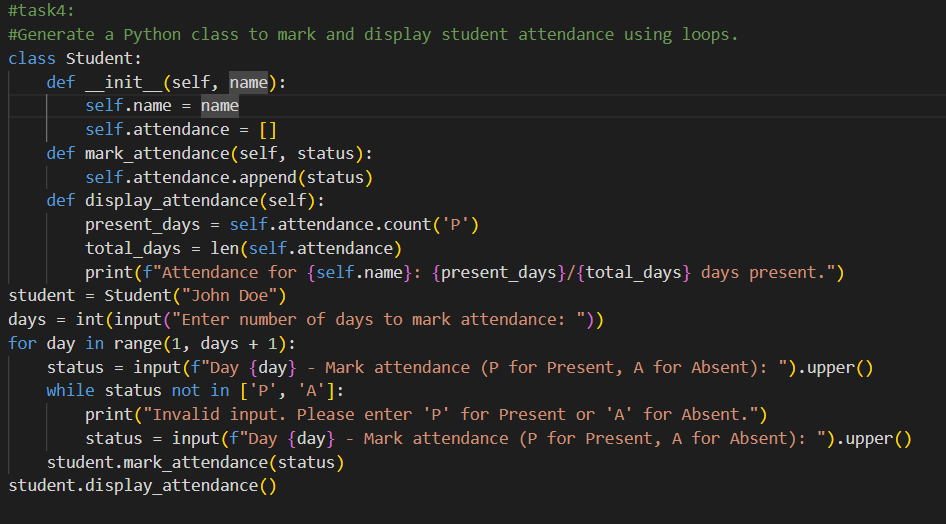 #task4:
#Generate a Python class to mark and display student attendance using loops.
class Student:
    def __init__(self, name):
        self.name = name
        self.attendance = []
    def mark_attendance(self, status):
        self.attendance.append(status)
    def display_attendance(self):
        present_days = self.attendance.count('P')
        total_days = len(self.attendance)
        print(f"Attendance for {self.name}: {present_days}/{total_days} days present.")
student = Student("John Doe")
days = int(input("Enter number of days to mark attendance: "))
for day in range(1, days + 1):
    status = input(f"Day {day} - Mark attendance (P for Present, A for Absent): ").upper()
    while status not in ['P', 'A']:
        print("Invalid input. Please enter 'P' for Present or 'A' for Absent.")
        status = input(f"Day {day} - Mark attendance (P for Present, A for Absent): ").upper()
    student.mark_attendance(status)
student.display_attendance()